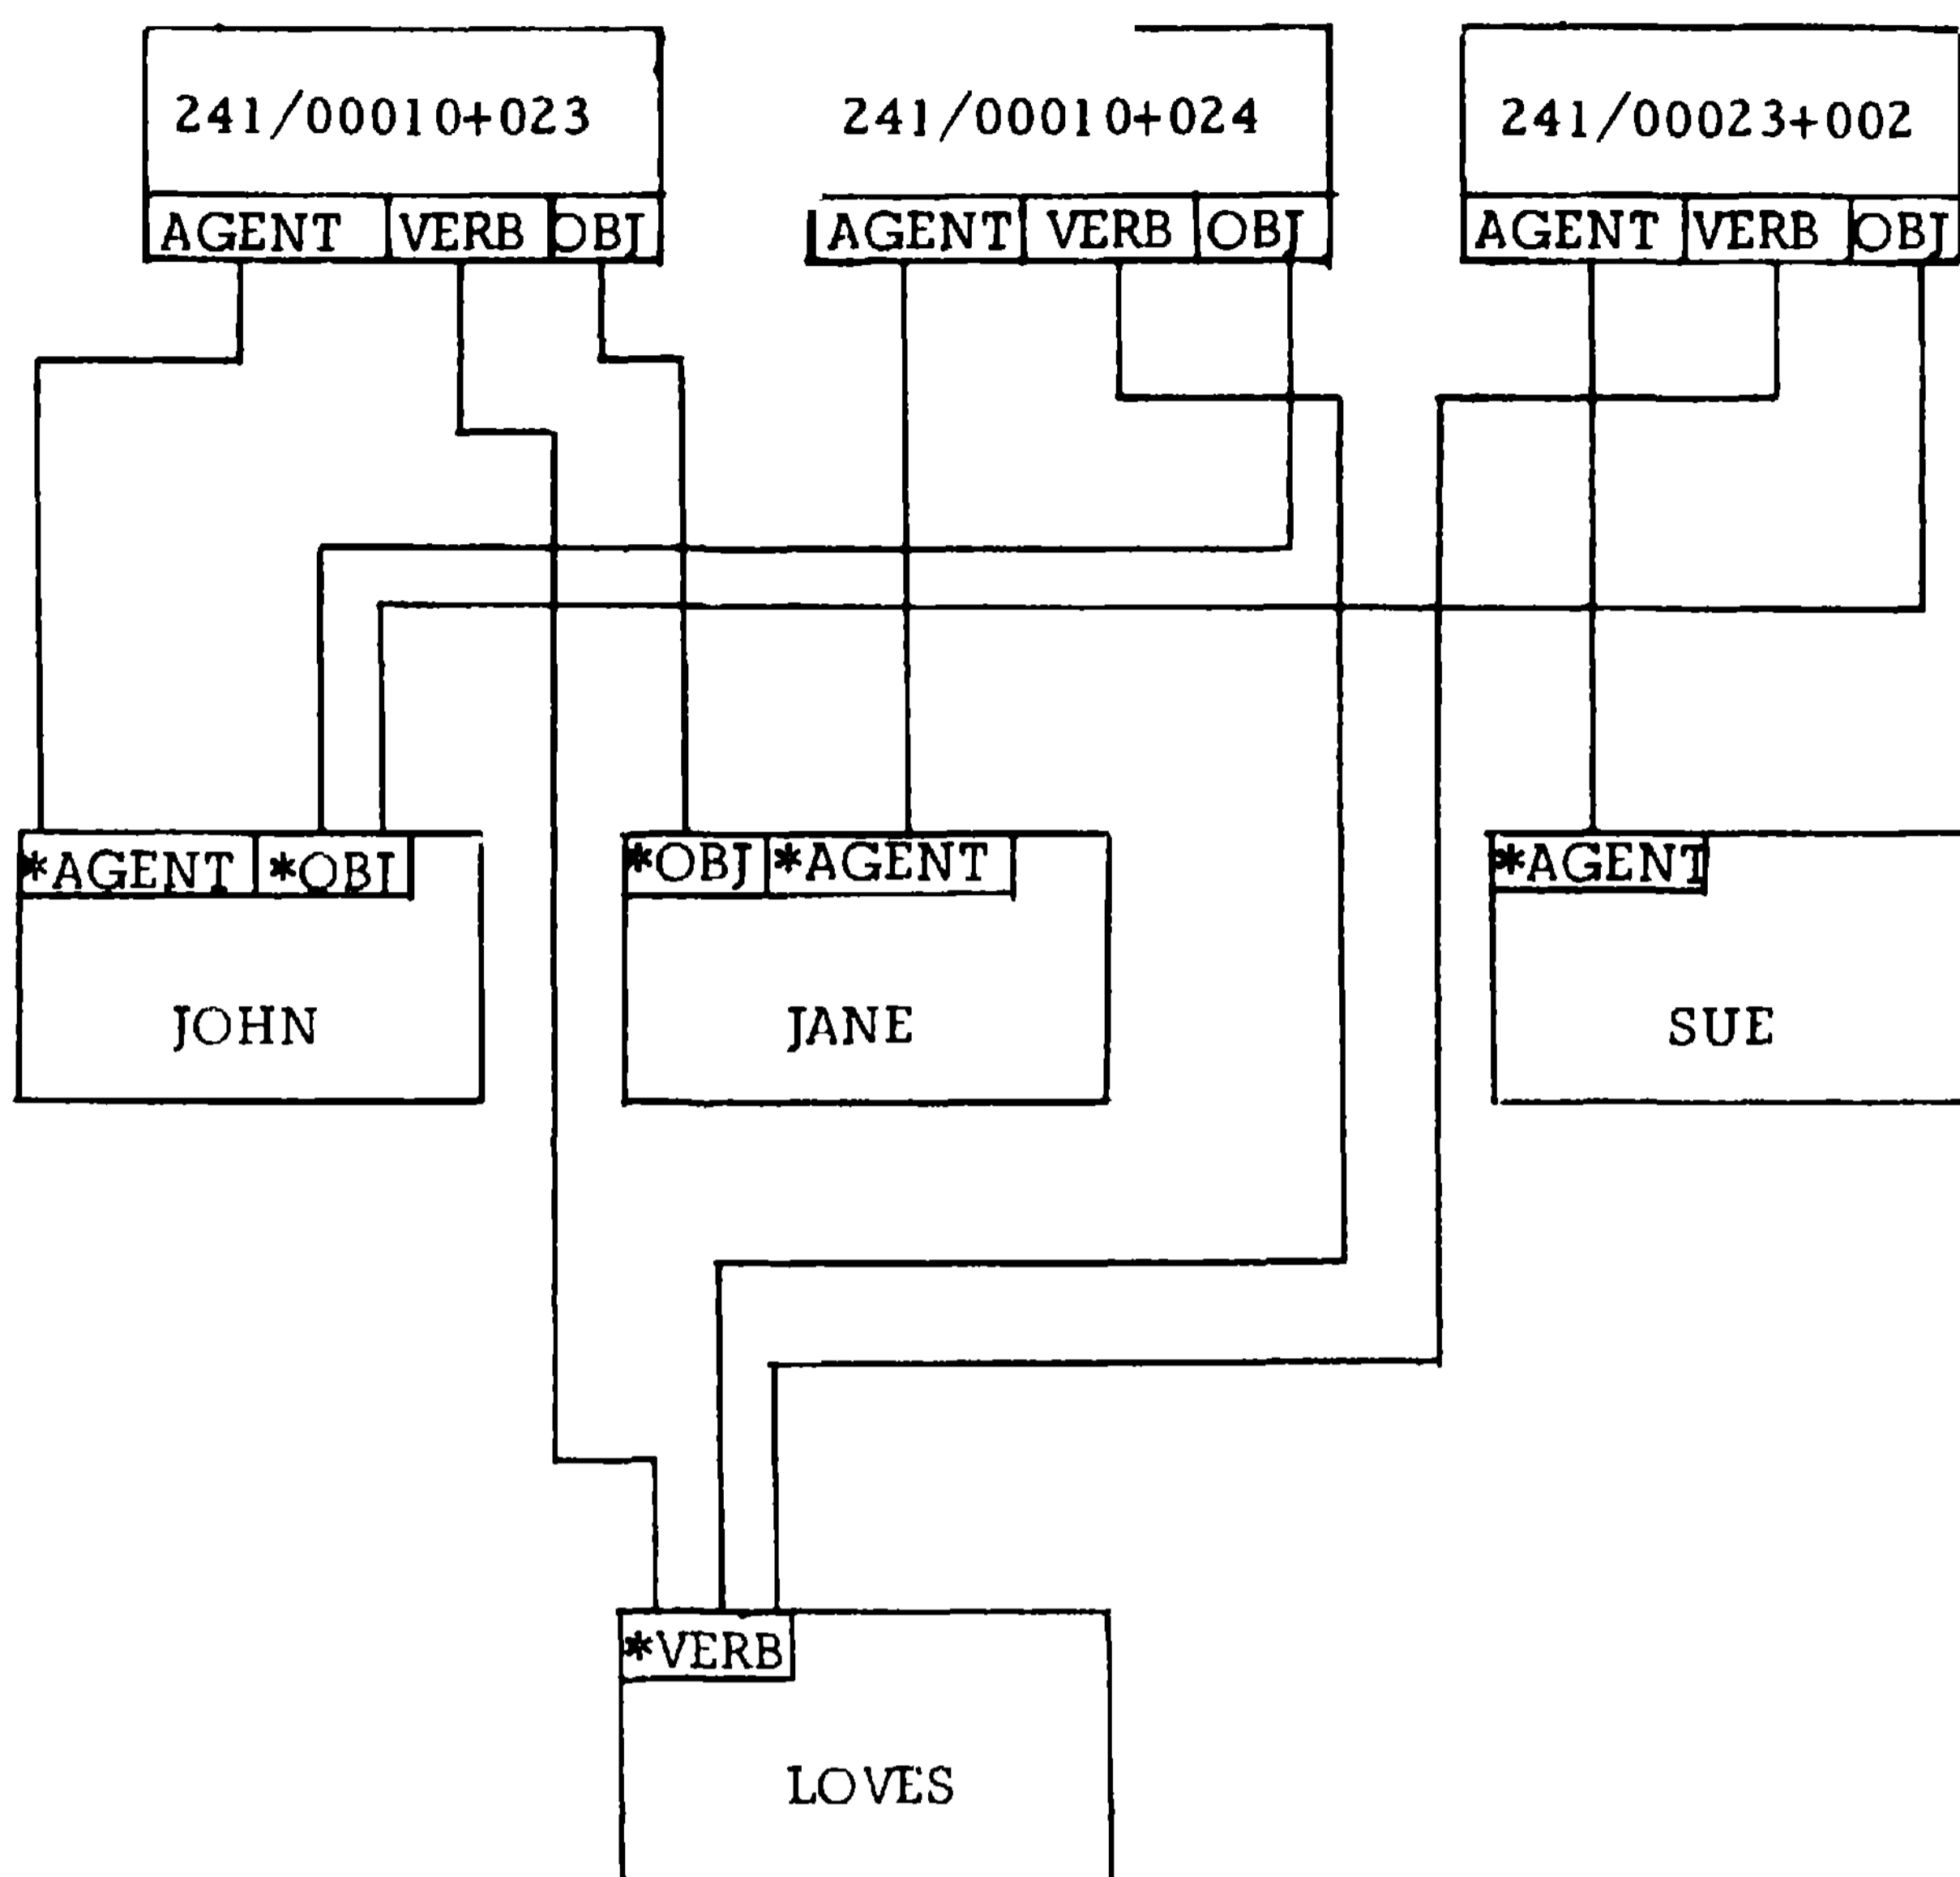 241/00010+023 241/00010+024 241/00023+002
AGENT VERB OBJ AGENT VERB OBJ AGENT VERB OBJ
*AGENT *OBJ *OBJ *AGENT *AGENT
JOHN JANE SUE
*VERB
LOVES